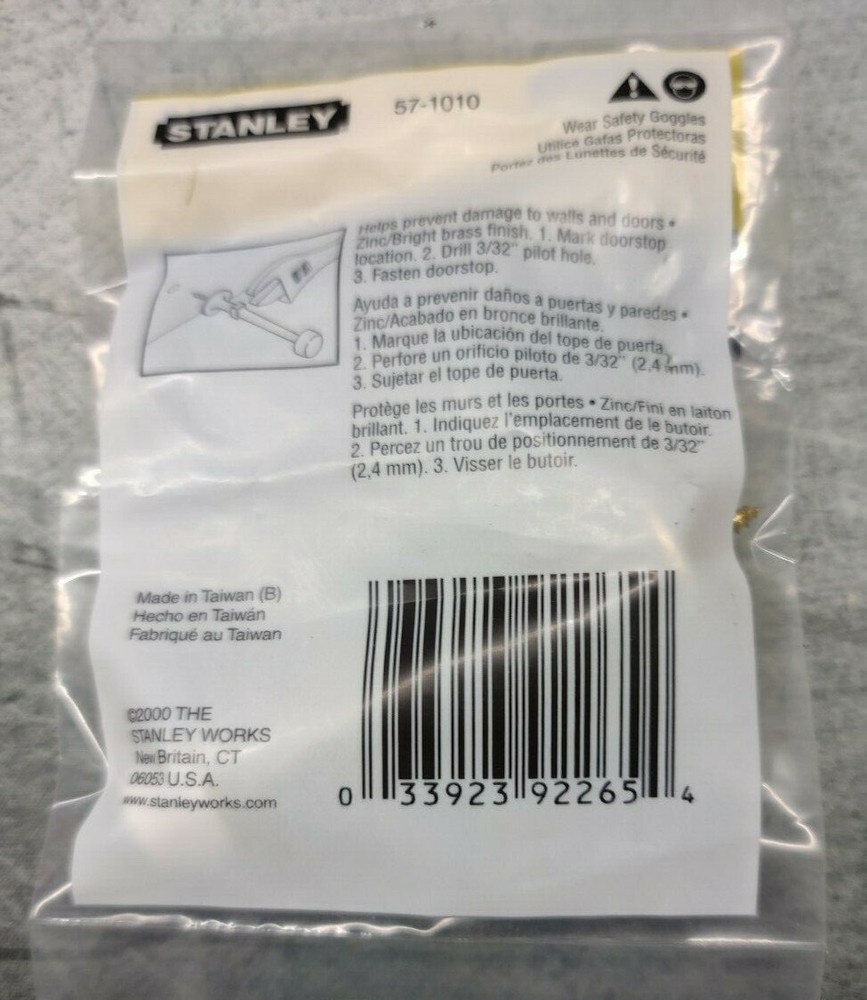 STANLEY
57-1010
Wear Safety Goggles
Utilice Gafas Protectoras
Portez des Lunettes de Sécurité
Helps prevent damage to walls and doors •
Zinc/Bright brass finish. 1. Mark doorstop
location. 2. Drill 3/32" pilot hole.
3. Fasten doorstop.
Ayuda a prevenir daños a puertas y paredes •
Zinc/Acabado en bronce brillante.
1. Marque la ubicación del tope de puerta.
2. Perfore un orificio piloto de 3/32" (2,4 mm).
3. Sujetar el tope de puerta.
Protège les murs et les portes • Zinc/Fini en laiton
brillant. 1. Indiquez l'emplacement de le butoir.
2. Percez un trou de positionnement de 3/32"
(2,4 mm). 3. Visser le butoir.
Made in Taiwan (B)
Hecho en Taiwán
Fabriqué au Taiwan
©2000 THE
STANLEY WORKS
New Britain, CT
06053 U.S.A.
www.stanleyworks.com
0 33923 92265 4